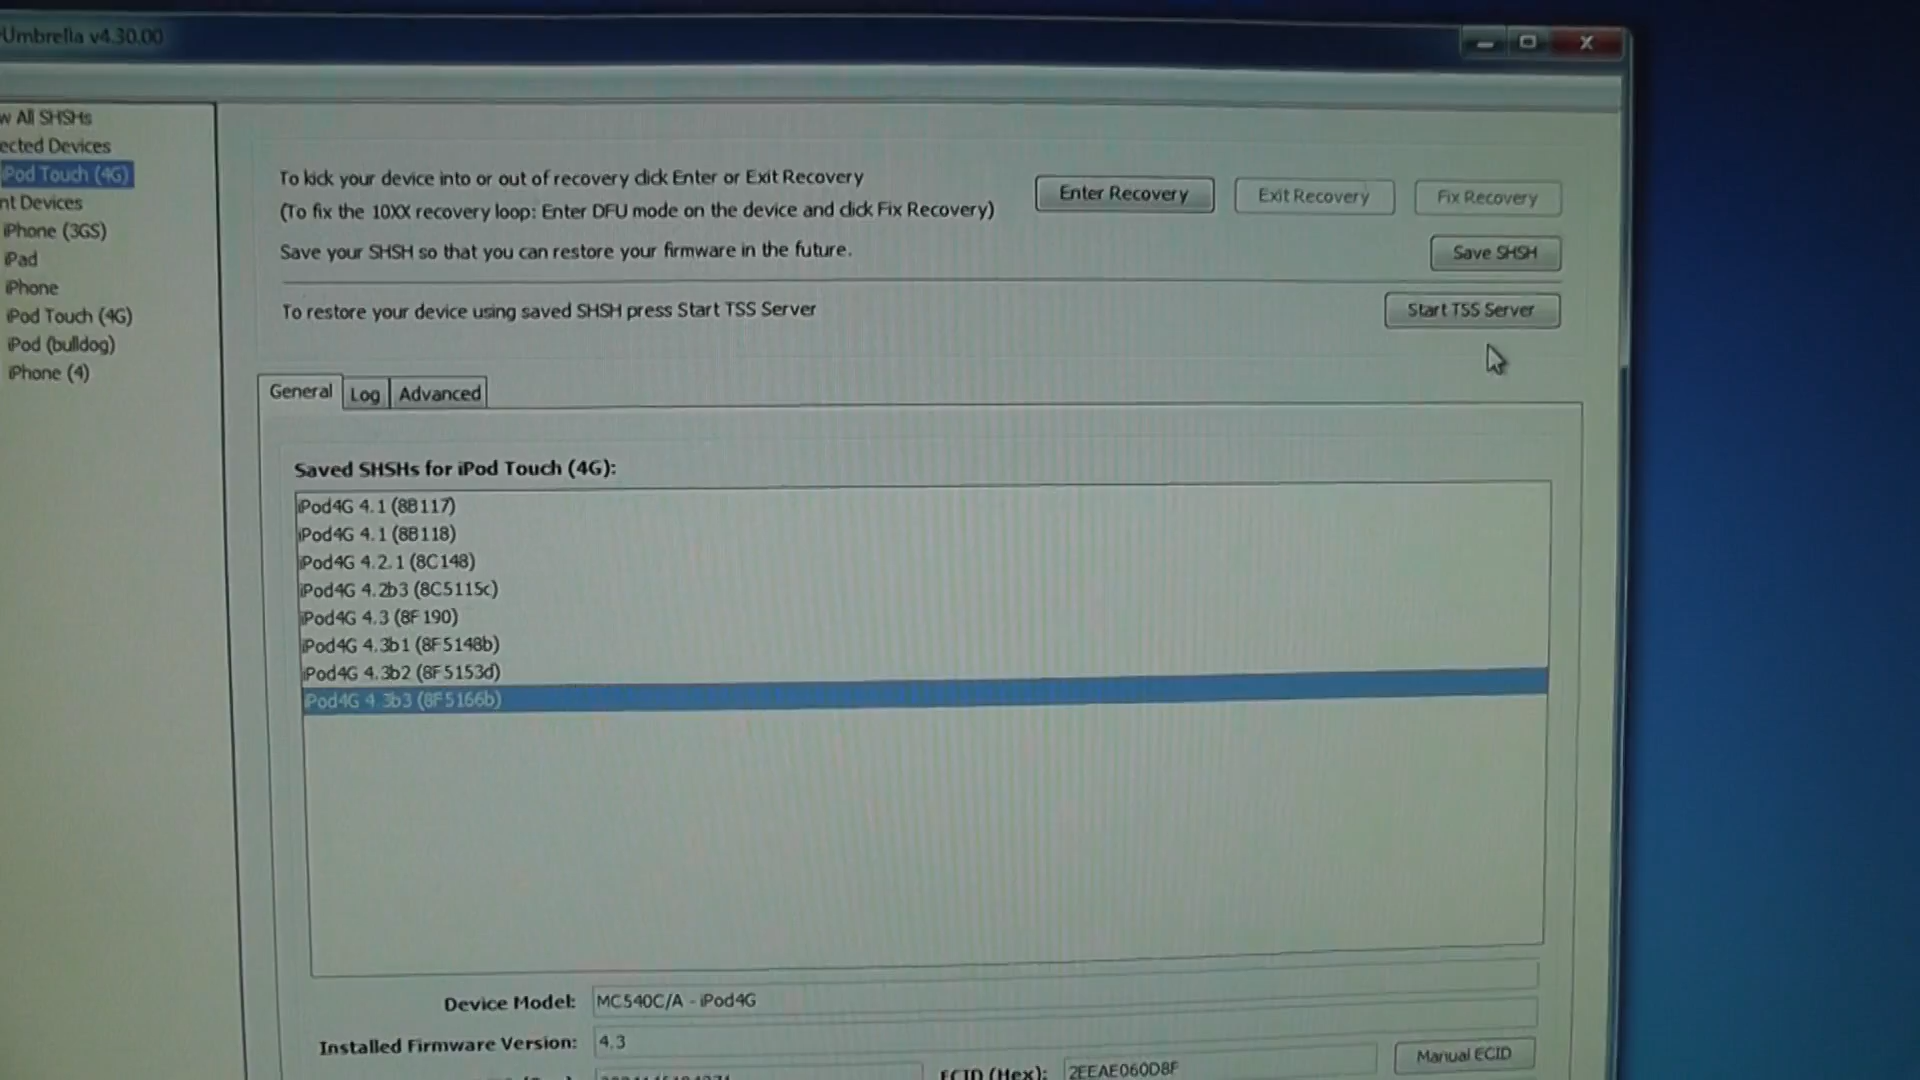 Umbrella v4.30.00
w All SHSHs
ected Devices
iPod Touch (4G)
nt Devices
iPhone (3GS)
iPad
iPhone
iPod Touch (4G)
iPod (bulldog)
iPhone (4)
To kick your device into or out of recovery click Enter or Exit Recovery
(To fix the 10XX recovery loop: Enter DFU mode on the device and click Fix Recovery)
Enter Recovery
Exit Recovery
Fix Recovery
Save your SHSH so that you can restore your firmware in the future.
Save SHSH
To restore your device using saved SHSH press Start TSS Server
Start TSS Server
General
Log
Advanced
Saved SHSHs for iPod Touch (4G):
iPod4G 4.1 (8B117)
iPod4G 4.1 (8B118)
iPod4G 4.2.1 (8C148)
iPod4G 4.2b3 (8C5115c)
iPod4G 4.3 (8F190)
iPod4G 4.3b1 (8F5148b)
iPod4G 4.3b2 (8F5153d)
iPod4G 4.3b3 (8F5166b)
Device Model: MC540C/A - iPod4G
Installed Firmware Version: 4.3
ECID (Hex): 2EEAE060D8F
Manual ECID